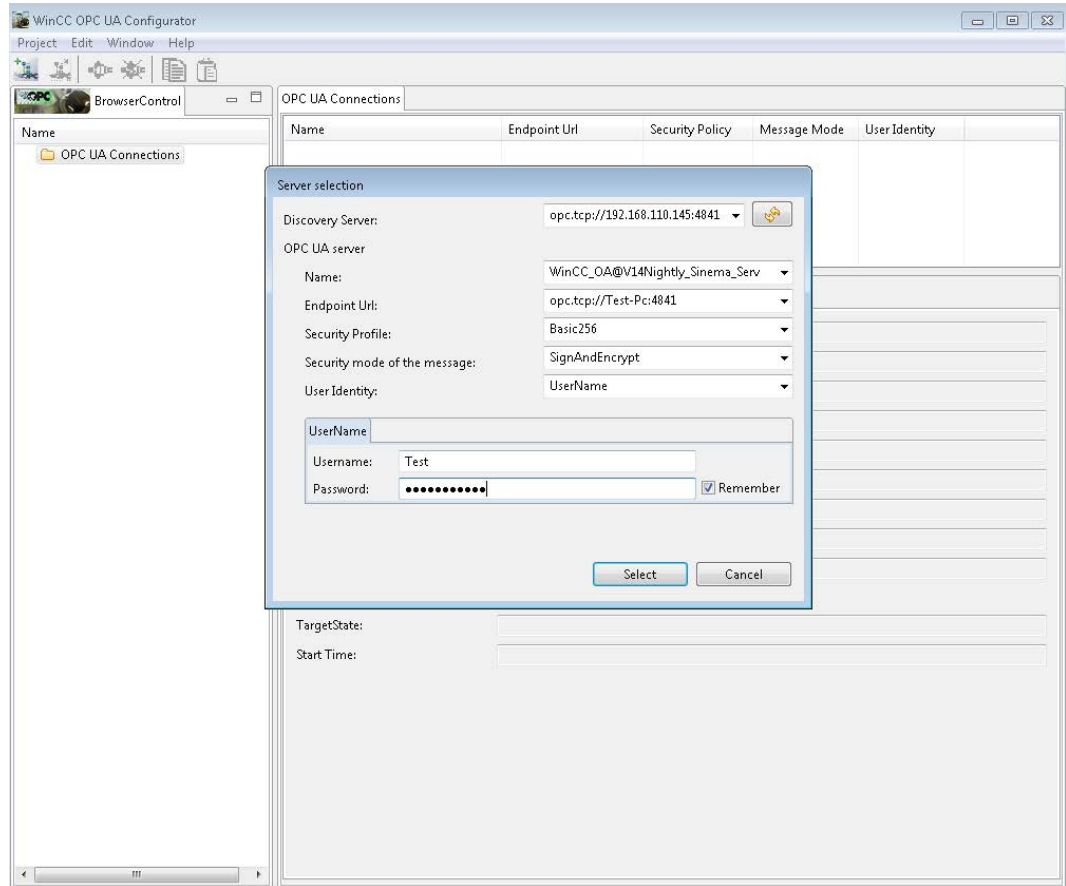 WinCC OPC UA Configurator
Project Edit Window Help
OPC BrowserControl
OPC UA Connections
Name
Name Endpoint Url Security Policy Message Mode User Identity
OPC UA Connections
Server selection
Discovery Server: opc.tcp://192.168.110.145:4841
OPC UA server
Name: WinCC_OA@V14Nightly_Sinema_Serv
Endpoint Url: opc.tcp://Test-Pc:4841
Security Profile: Basic256
Security mode of the message: SignAndEncrypt
User Identity: UserName
UserName
Username: Test
Password: ●●●●●●●●●●● Remember
Select Cancel
TargetState:
Start Time: